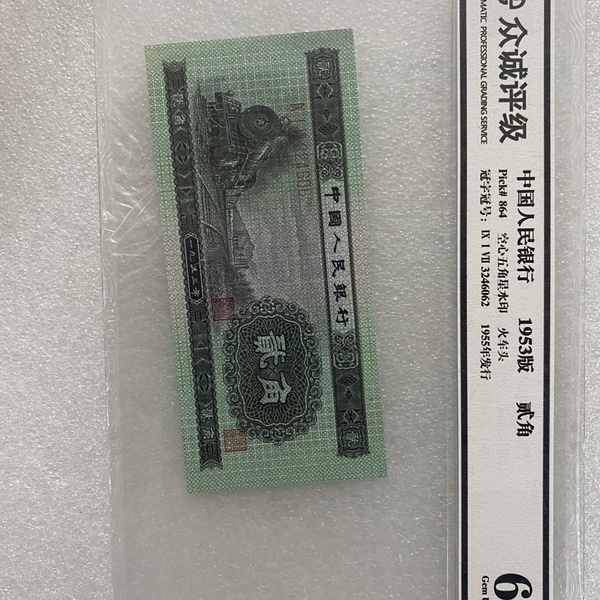 众诚评级
MATIC PROFESSIONAL GRADING SERVICE
中国人民银行 1953版 贰角
Pick# 864 空心五角星水印 火车头
冠字冠号: IX I VII 3246062 1955年发行
6
Gem
中國人民銀行
貳角
一九五三年